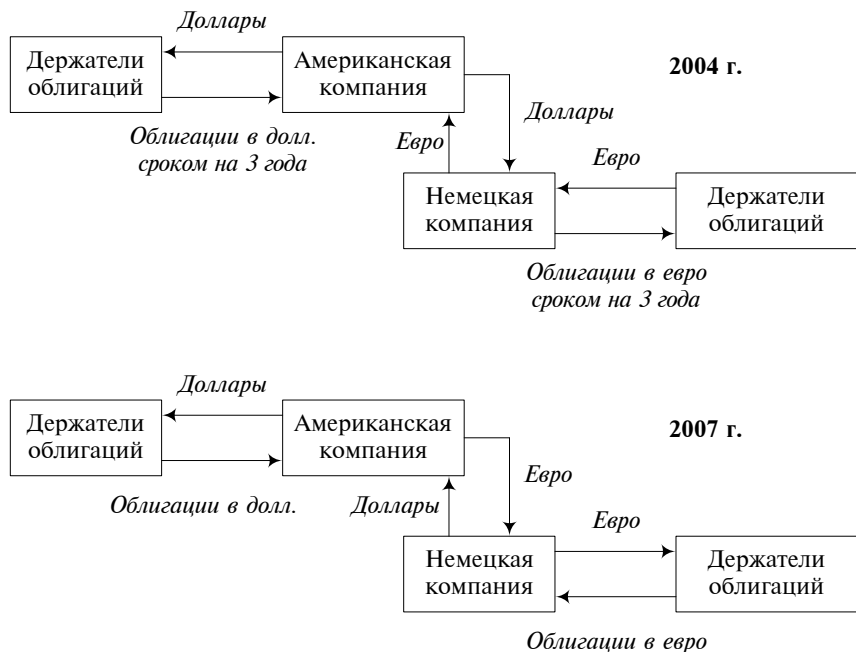 Доллары
Держатели
облигаций
Американская
компания
2004 г.
Облигации в долл.
сроком на 3 года
Евро
Доллары
Евро
Немецкая
компания
Держатели
облигаций
Облигации в евро
сроком на 3 года
Доллары
Держатели
облигаций
Американская
компания
2007 г.
Облигации в долл.
Доллары
Евро
Евро
Немецкая
компания
Держатели
облигаций
Облигации в евро